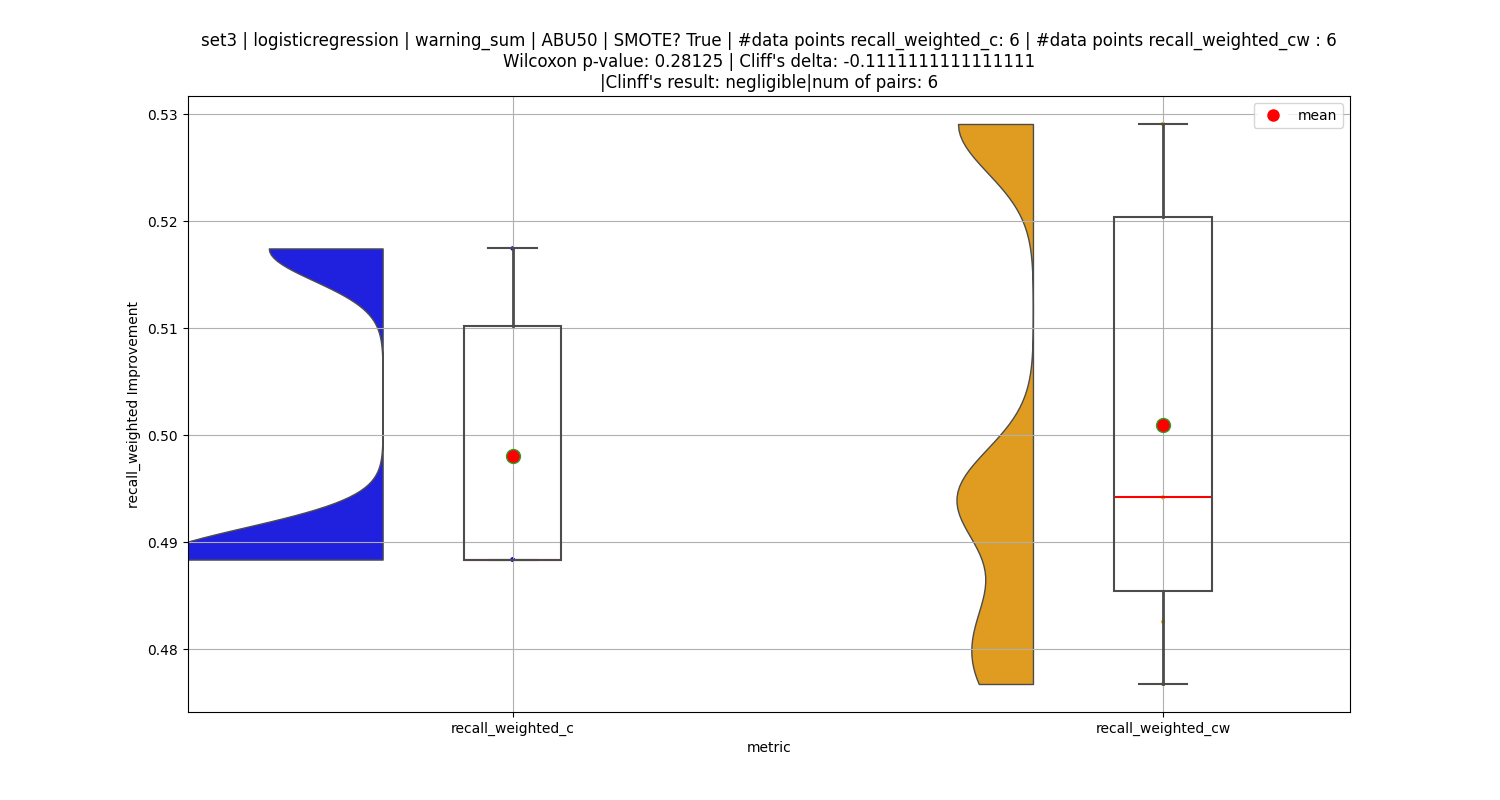 set3 | logisticregression | warning_sum | ABU50 | SMOTE? True | #data points recall_weighted_c: 6 | #data points recall_weighted_cw : 6
Wilcoxon p-value: 0.28125 | Cliff's delta: -0.1111111111111111
|Clinff's result: negligible|num of pairs: 6
mean
0.53
0.52
0.51
0.50
0.49
0.48
recall_weighted Improvement
recall_weighted_c
recall_weighted_cw
metric